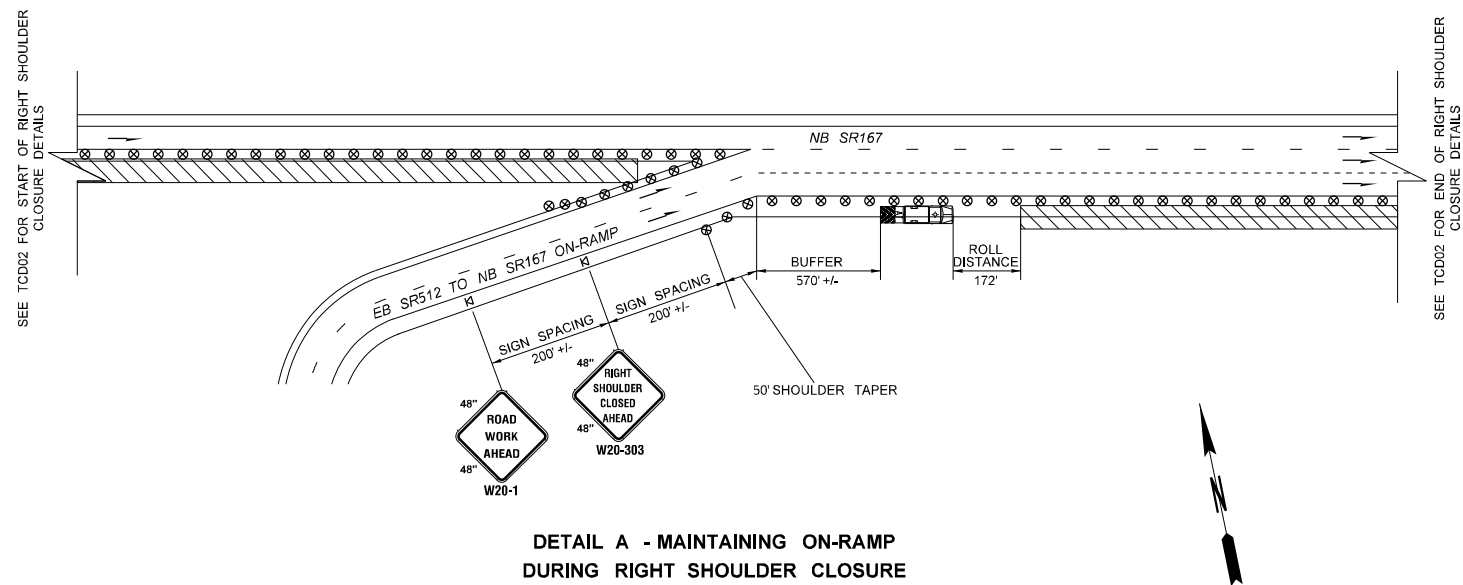 SEE TCD02 FOR START OF RIGHT SHOULDER
CLOSURE DETAILS
NB SR167
SEE TCD02 FOR END OF RIGHT SHOULDER
CLOSURE DETAILS
EB SR512 TO NB SR167 ON-RAMP
BUFFER
570' +/-
ROLL
DISTANCE
172'
SIGN SPACING
200' +/-
SIGN SPACING
200' +/-
50' SHOULDER TAPER
48"
RIGHT
SHOULDER
CLOSED
AHEAD
48"
W20-303
48"
ROAD
WORK
AHEAD
48"
W20-1
N
DETAIL A - MAINTAINING ON-RAMP
DURING RIGHT SHOULDER CLOSURE